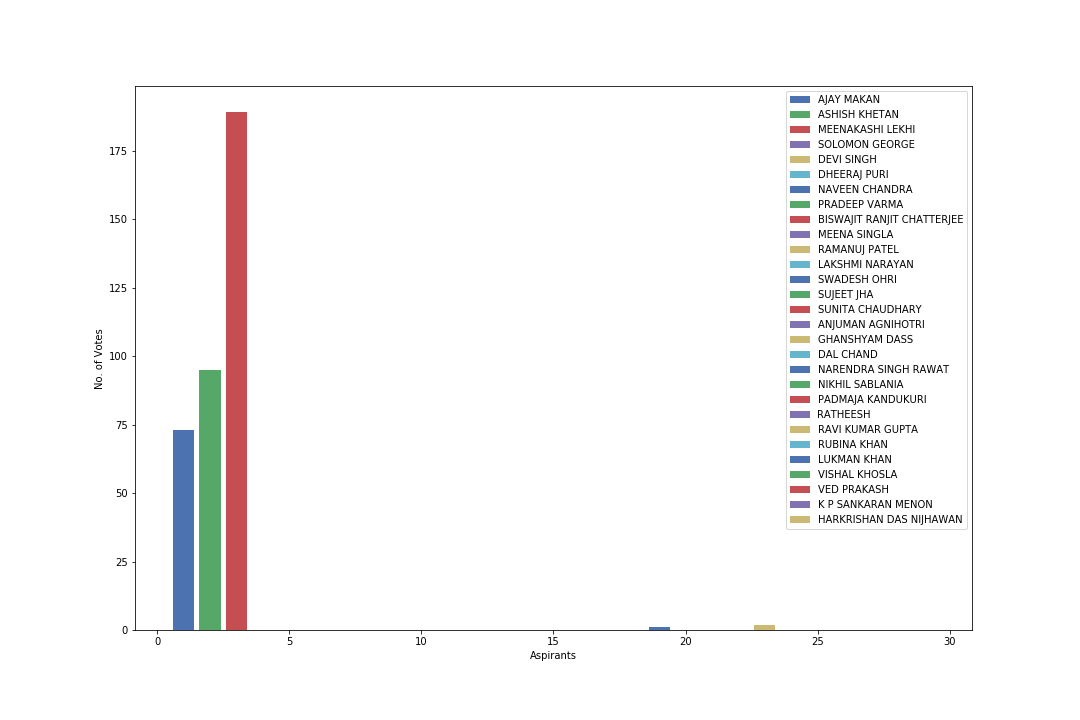 AJAY MAKAN
ASHISH KHETAN
MEENAKASHI LEKHI
SOLOMON GEORGE
DEVI SINGH
DHEERAJ PURI
NAVEEN CHANDRA
PRADEEP VARMA
BISWAJIT RANJIT CHATTERJEE
MEENA SINGLA
RAMANUJ PATEL
LAKSHMI NARAYAN
SWADESH OHRI
SUJEET JHA
SUNITA CHAUDHARY
ANJUMAN AGNIHOTRI
GHANSHYAM DASS
DAL CHAND
NARENDRA SINGH RAWAT
NIKHIL SABLANIA
PADMAJA KANDUKURI
RATHEESH
RAVI KUMAR GUPTA
RUBINA KHAN
LUKMAN KHAN
VISHAL KHOSLA
VED PRAKASH
K P SANKARAN MENON
HARKRISHAN DAS NIJHAWAN
175
150
125
100
75
50
25
0
No. of Votes
0 5 10 15 20 25 30
Aspirants